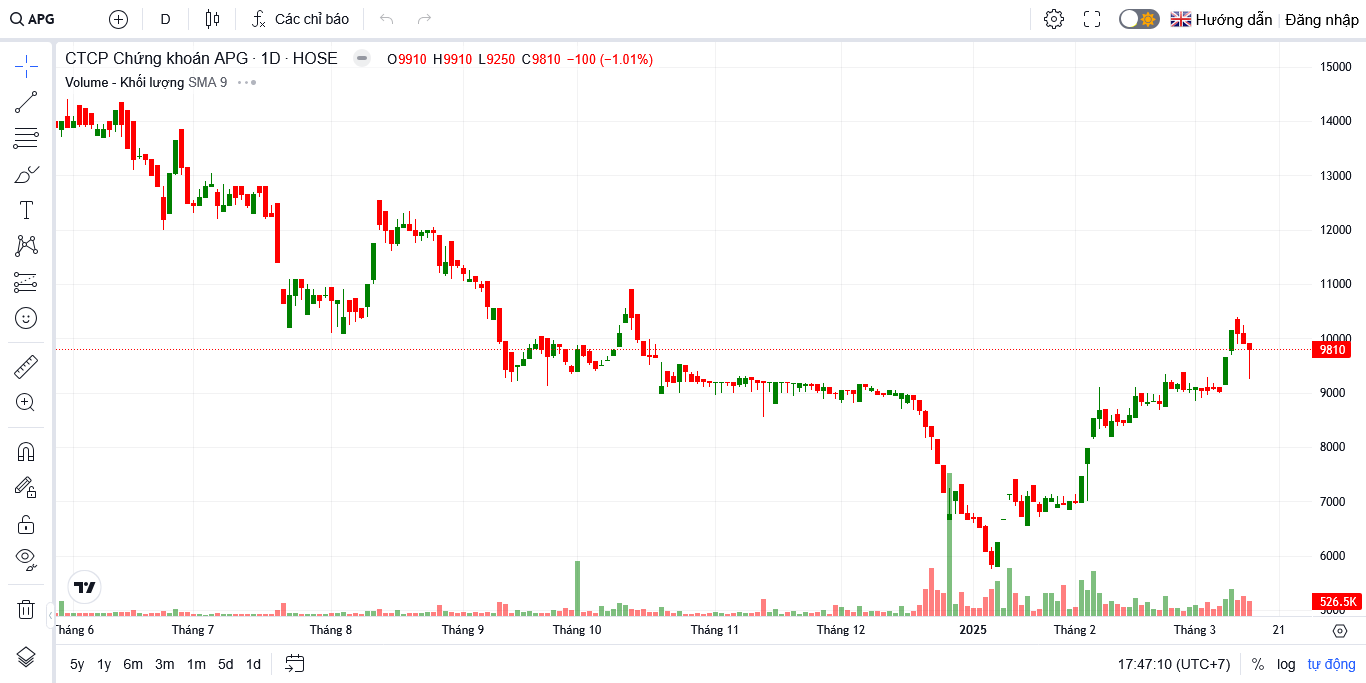 APG D Các chỉ báo Hướng dẫn Đăng nhập
CTCP Chứng khoán APG · 1D · HOSE O9910 H9910 L9250 C9810 −100 (−1.01%)
Volume - Khối lượng SMA 9
15000
14000
13000
12000
11000
10000
9810
9000
8000
7000
6000
526.5K
5000
Tháng 6 Tháng 7 Tháng 8 Tháng 9 Tháng 10 Tháng 11 Tháng 12 2025 Tháng 2 Tháng 3 21
5y 1y 6m 3m 1m 5d 1d 17:47:10 (UTC+7) % log tự động